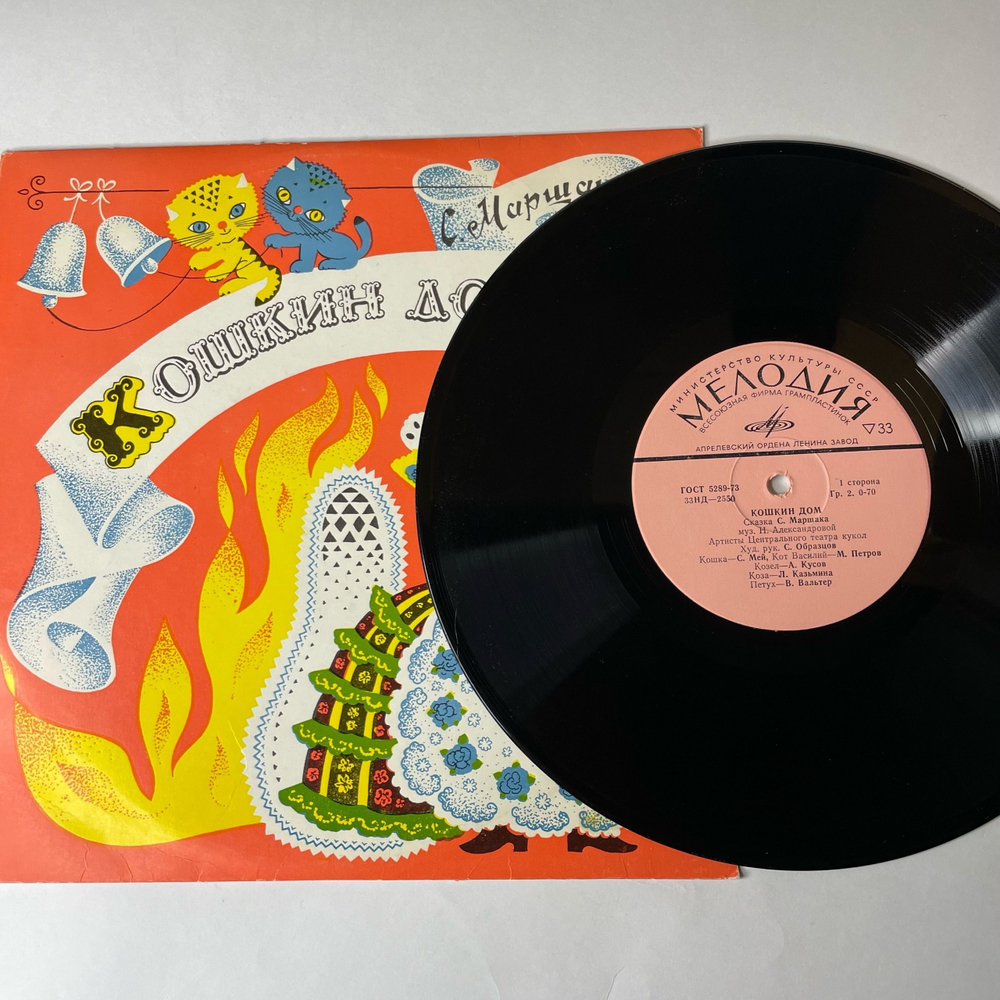 С. Марша
КОШКИН ДО
МИНИСТЕРСТВО КУЛЬТУРЫ СССР
МЕЛОДИЯ
ВСЕСОЮЗНАЯ ФИРМА ГРАМПЛАСТИНОК
▽33
АПРЕЛЕВСКИЙ ОРДЕНА ЛЕНИНА ЗАВОД
ГОСТ 5289-73
33НД—2550
1 сторона
Гр. 2. 0-70
КОШКИН ДОМ
Сказка С. Маршака
муз. Н. Александровой
Артисты Центрального театра кукол
Худ. рук. С. Образцов
Кошка—С. Мей, Кот Василий—М. Петров
Козел—А. Кусов
Коза—Л. Казьмина
Петух—В. Вальтер